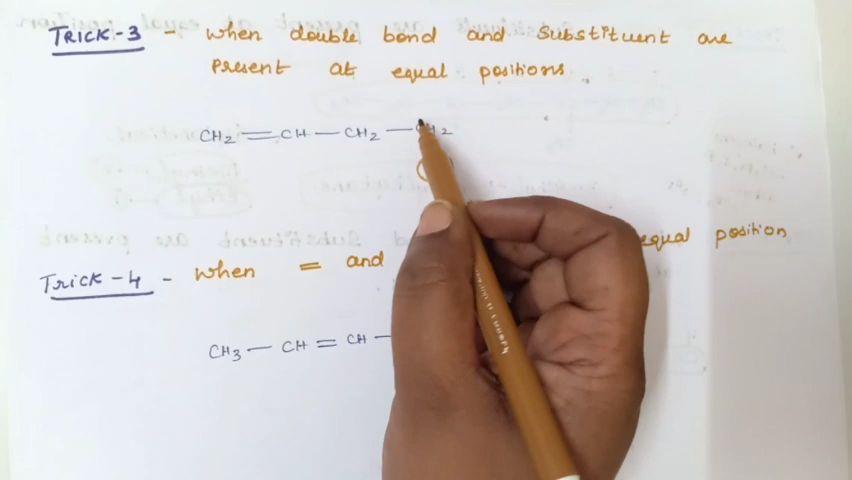 TRICK-3 - when double bond and substituent are
present at equal positions
CH2 = CH - CH2 - CH2
TRICK-4 - when = and equal position
CH3 - CH = CH -